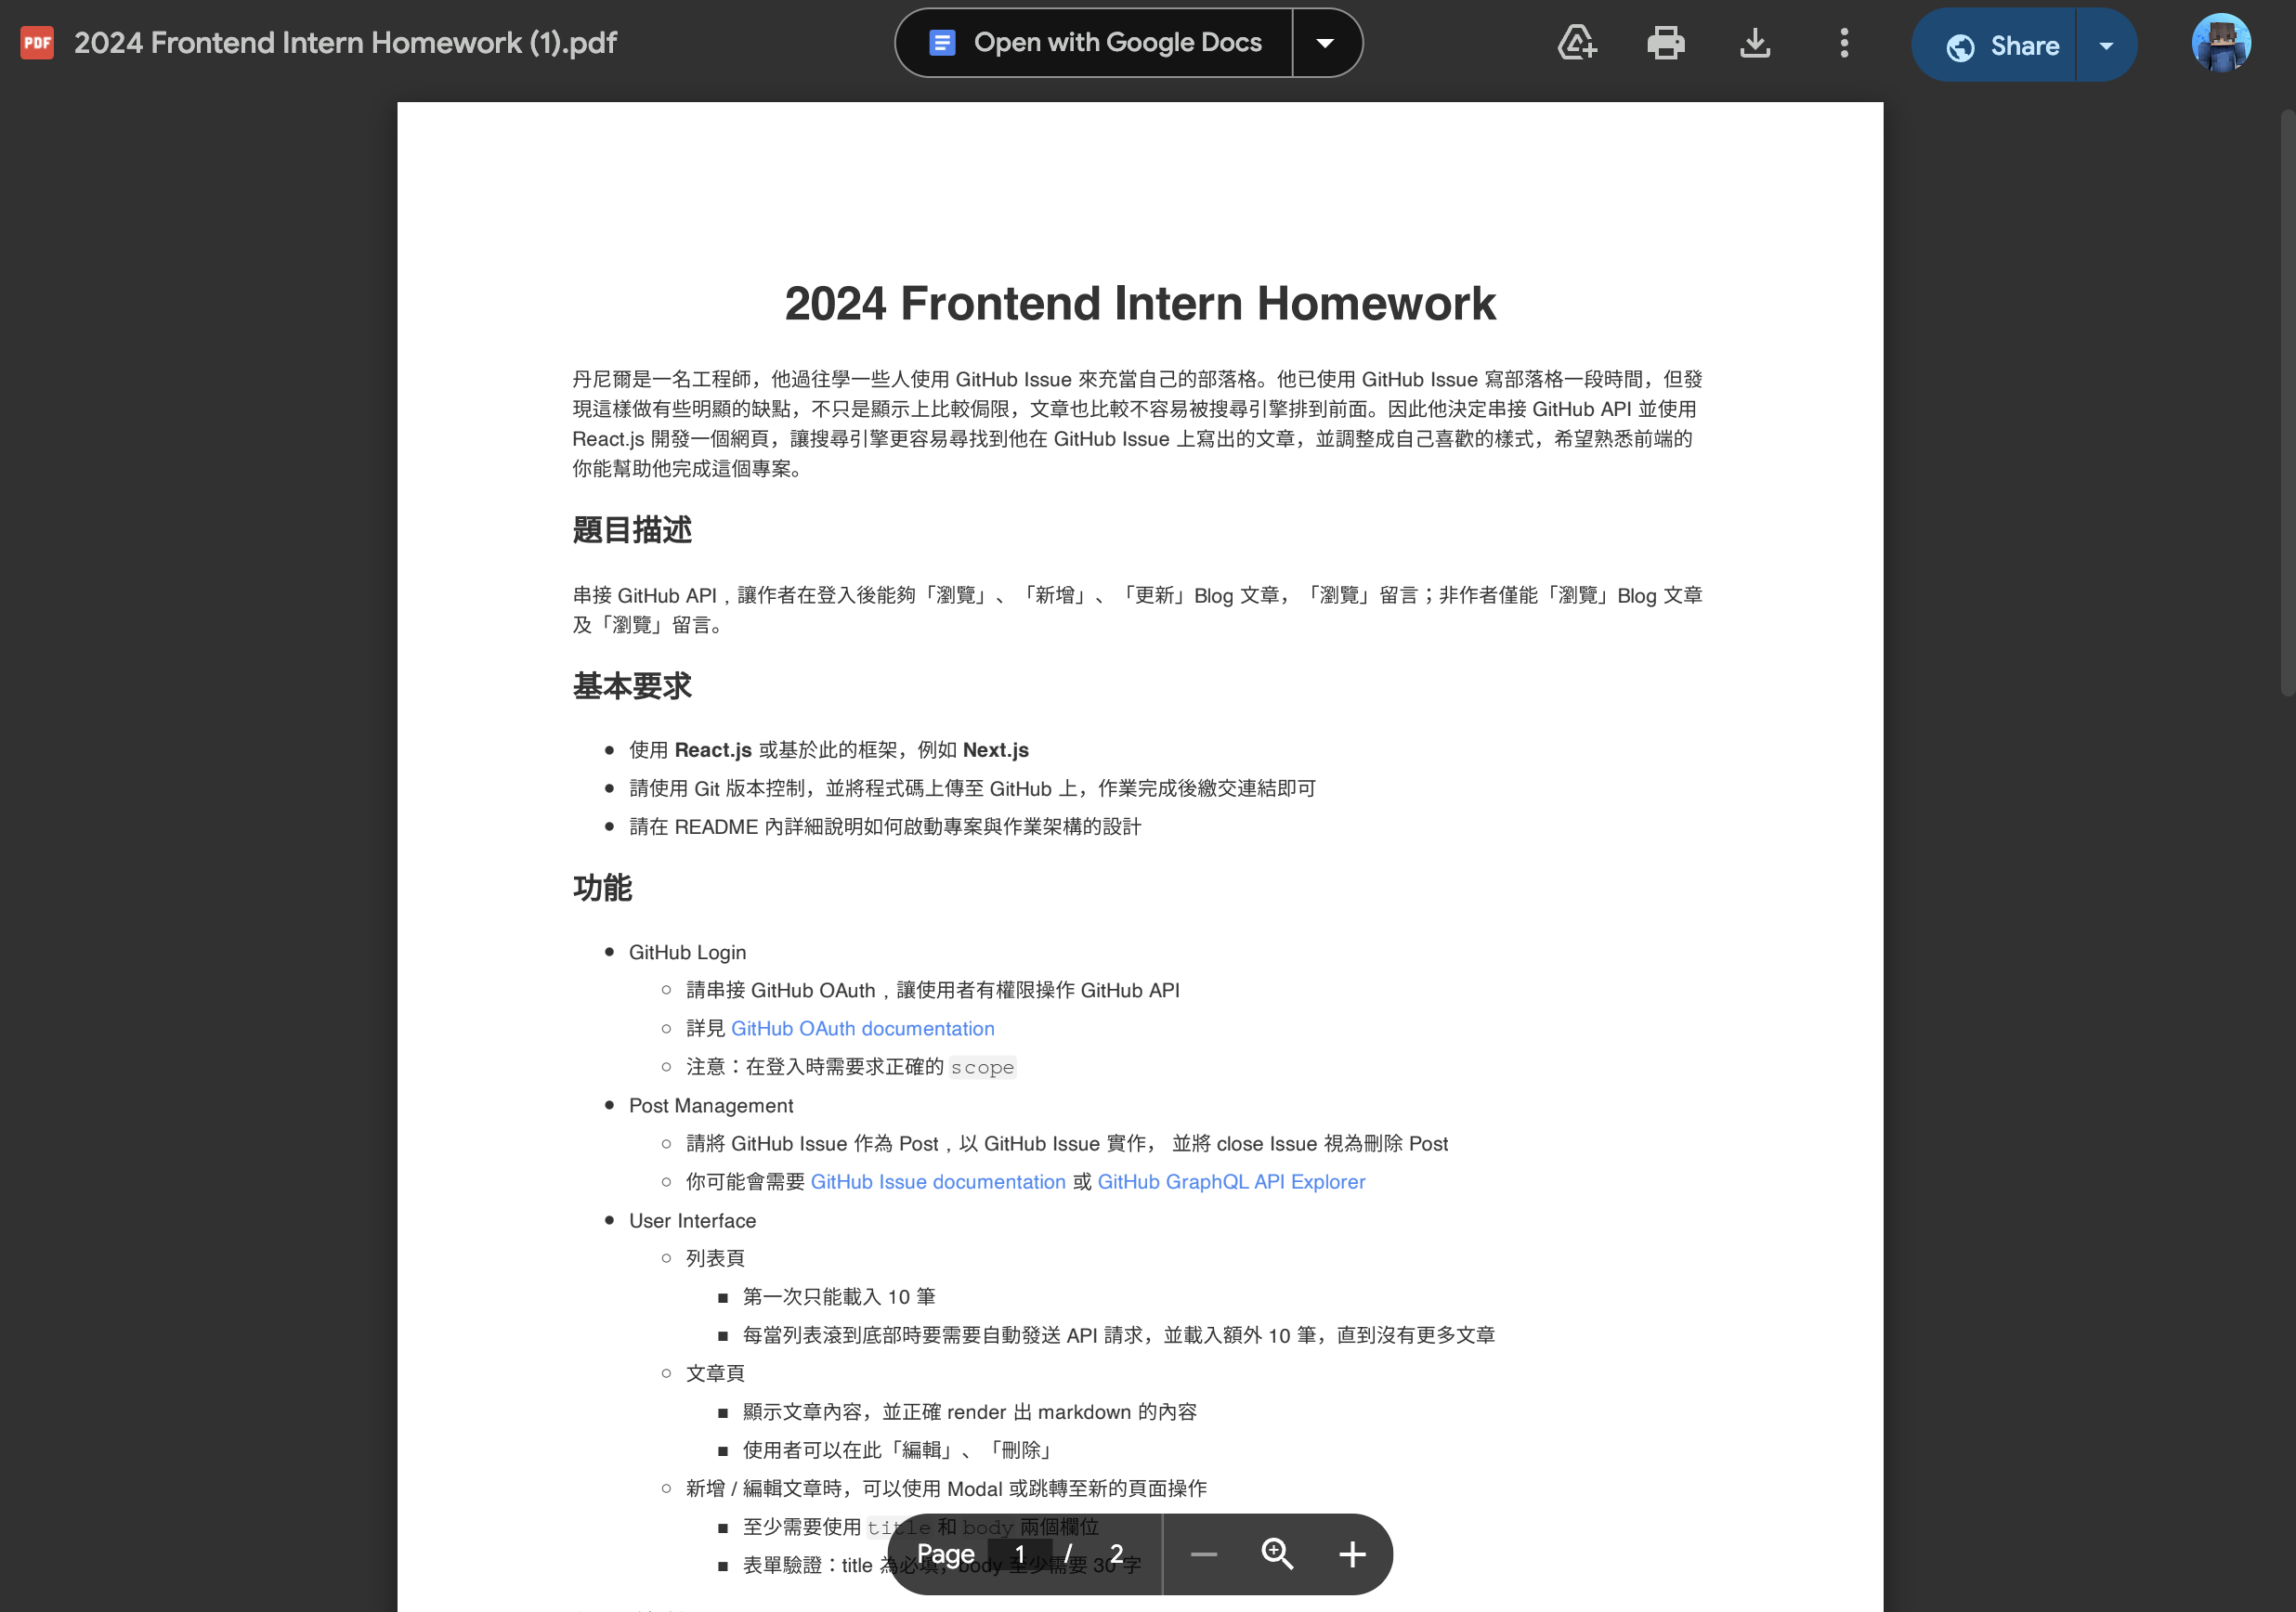 PDF 2024 Frontend Intern Homework (1).pdf
Open with Google Docs
Share
2024 Frontend Intern Homework
丹尼爾是一名工程師，他過往學一些人使用 GitHub Issue 來充當自己的部落格。他已使用 GitHub Issue 寫部落格一段時間，但發
現這樣做有些明顯的缺點，不只是顯示上比較侷限，文章也比較不容易被搜尋引擎排到前面。因此他決定串接 GitHub API 並使用
React.js 開發一個網頁，讓搜尋引擎更容易尋找到他在 GitHub Issue 上寫出的文章，並調整成自己喜歡的樣式，希望熟悉前端的
你能幫助他完成這個專案。
題目描述
串接 GitHub API，讓作者在登入後能夠「瀏覽」、「新增」、「更新」Blog 文章，「瀏覽」留言；非作者僅能「瀏覽」Blog 文章
及「瀏覽」留言。
基本要求
使用 React.js 或基於此的框架，例如 Next.js
請使用 Git 版本控制，並將程式碼上傳至 GitHub 上，作業完成後繳交連結即可
請在 README 內詳細說明如何啟動專案與作業架構的設計
功能
GitHub Login
請串接 GitHub OAuth，讓使用者有權限操作 GitHub API
詳見 GitHub OAuth documentation
注意：在登入時需要求正確的 scope
Post Management
請將 GitHub Issue 作為 Post，以 GitHub Issue 實作， 並將 close Issue 視為刪除 Post
你可能會需要 GitHub Issue documentation 或 GitHub GraphQL API Explorer
User Interface
列表頁
第一次只能載入 10 筆
每當列表滾到底部時要需要自動發送 API 請求，並載入額外 10 筆，直到沒有更多文章
文章頁
顯示文章內容，並正確 render 出 markdown 的內容
使用者可以在此「編輯」、「刪除」
新增 / 編輯文章時，可以使用 Modal 或跳轉至新的頁面操作
至少需要使用 title 和 body 兩個欄位
表單驗證：title 為必填，body 至少需要 30 字
Page 1 / 2